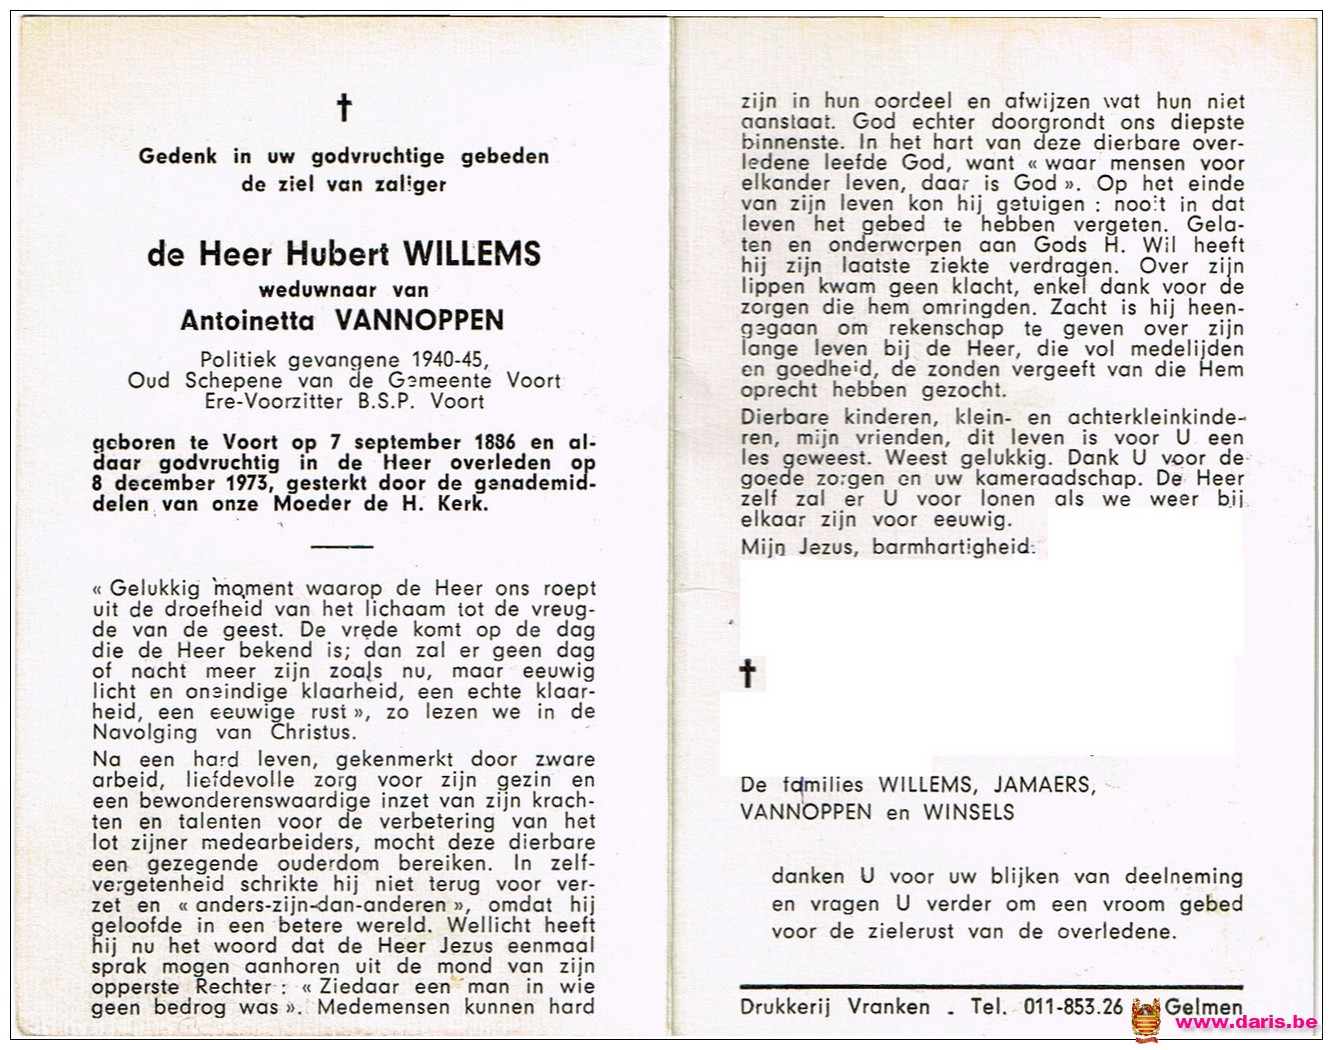 Gedenk in uw godvruchtige gebeden
de ziel van zaliger
de Heer Hubert WILLEMS
weduwnaar van
Antoinetta VANNOPPEN
Politiek gevangene 1940-45,
Oud Schepene van de Gemeente Voort
Ere-Voorzitter B.S.P. Voort
geboren te Voort op 7 september 1886 en al-
daar godvruchtig in de Heer overleden op
8 december 1973, gesterkt door de genademid-
delen van onze Moeder de H. Kerk.
« Gelukkig moment waarop de Heer ons roept
uit de droefheid van het lichaam tot de vreug-
de van de geest. De vrede komt op de dag
die de Heer bekend is; dan zal er geen dag
of nacht meer zijn zoals nu, maar eeuwig
licht en oneindige klaarheid, een echte klaar-
heid, een eeuwige rust », zo lezen we in de
Navolging van Christus.
Na een hard leven, gekenmerkt door zware
arbeid, liefdevolle zorg voor zijn gezin en
een bewonderenswaardige inzet van zijn krach-
ten en talenten voor de verbetering van het
lot zijner medearbeiders, mocht deze dierbare
een gezegende ouderdom bereiken. In zelf-
vergetenheid schrikte hij niet terug voor ver-
zet en « anders-zijn-dan-anderen », omdat hij
geloofde in een betere wereld. Wellicht heeft
hij nu het woord dat de Heer Jezus eenmaal
sprak mogen aanhoren uit de mond van zijn
opperste Rechter : « Ziedaar een man in wie
geen bedrog was ». Medemensen kunnen hard
zijn in hun oordeel en afwijzen wat hun niet
aanstaat. God echter doorgrondt ons diepste
binnenste. In het hart van deze dierbare over-
ledene leefde God, want « waar mensen voor
elkander leven, daar is God ». Op het einde
van zijn leven kon hij getuigen : nooit in dat
leven het gebed te hebben vergeten. Gela-
ten en onderworpen aan Gods H. Wil heeft
hij zijn laatste ziekte verdragen. Over zijn
lippen kwam geen klacht, enkel dank voor de
zorgen die hem omringden. Zacht is hij heen-
gegaan om rekenschap te geven over zijn
lange leven bij de Heer, die vol medelijden
en goedheid, de zonden vergeeft van die Hem
oprecht hebben gezocht.
Dierbare kinderen, klein- en achterkleinkinde-
ren, mijn vrienden, dit leven is voor U een
les geweest. Weest gelukkig. Dank U voor de
goede zorgen en uw kameraadschap. De Heer
zelf zal er U voor lonen als we weer bij
elkaar zijn voor eeuwig.
Mijn Jezus, barmhartigheid.
De families WILLEMS, JAMAERS,
VANNOPPEN en WINSELS
danken U voor uw blijken van deelneming
en vragen U verder om een vroom gebed
voor de zielerust van de overledene.
Drukkerij Vranken . Tel. 011-853.26 Gelmen
www.daris.be